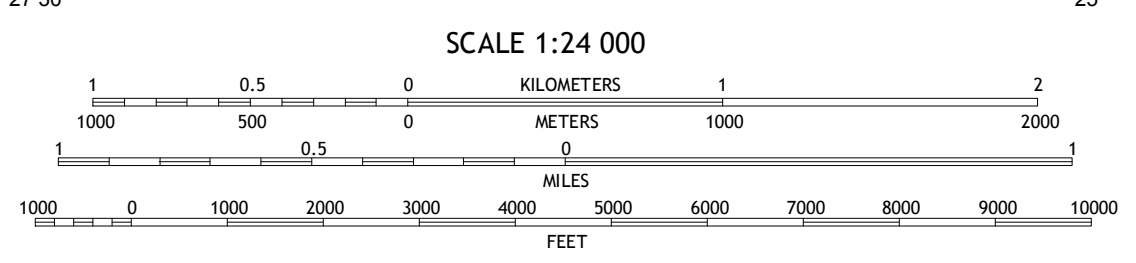 27'30" 25'
SCALE 1:24 000
1 0.5 0 KILOMETERS 1 2
1000 500 0 METERS 1000 2000
1 0.5 0 1
MILES
1000 0 1000 2000 3000 4000 5000 6000 7000 8000 9000 10000
FEET